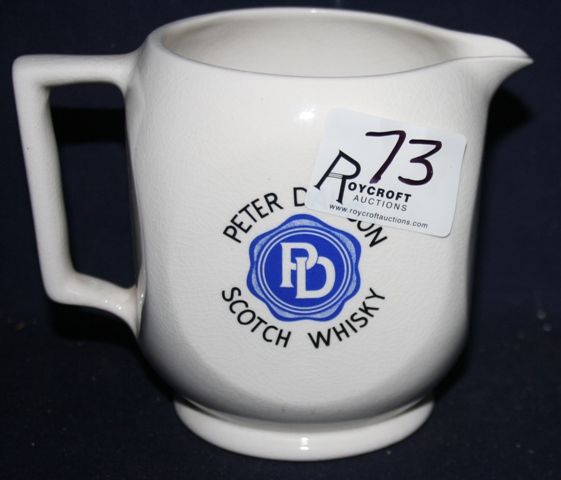 73
ROYCROFT
AUCTIONS
www.roycroftauctions.com
PETER
PD
SCOTCH WHISKY